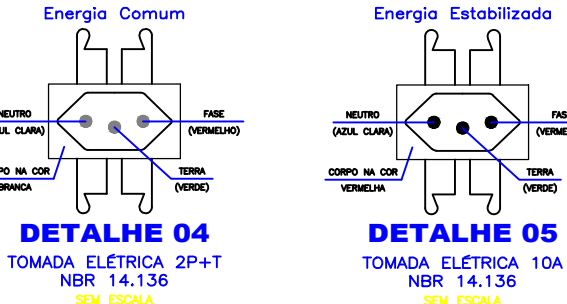 Energia Comum
NEUTRO
UL CLARA)
FASE
(VERMELHO)
PO NA COR
BRANCA
TERRA
(VERDE)
DETALHE 04
TOMADA ELÉTRICA 2P+T
NBR 14.136
SEM ESCALA
Energia Estabilizada
NEUTRO
(AZUL CLARA)
FAS
(VERME
CORPO NA COR
VERMELHA
TERRA
(VERDE)
DETALHE 05
TOMADA ELÉTRICA 10A
NBR 14.136
SEM ESCALA